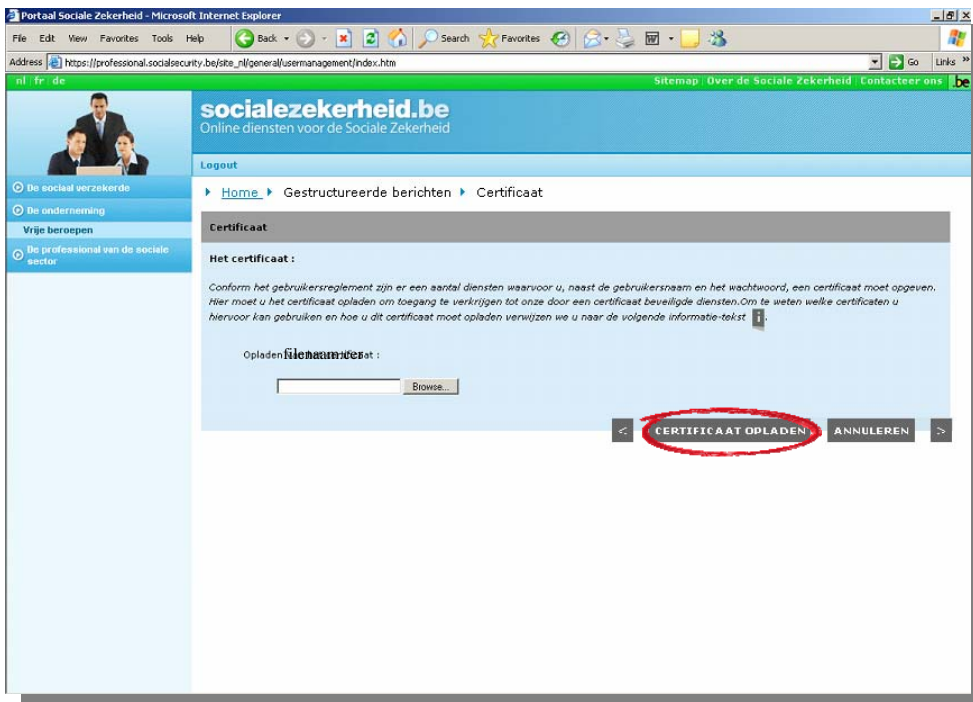 Portaal Sociale Zekerheid - Microsoft Internet Explorer
File Edit View Favorites Tools Help Back Search Favorites
Address https://professional.socialsecurity.be/site_nl/general/usermanagement/index.htm Go Links »
nl fr de Sitemap Over de Sociale Zekerheid Contacteer ons .be
socialezekerheid.be
Online diensten voor de Sociale Zekerheid
Logout
De sociaal verzekerde
De onderneming
Vrije beroepen
De professional van de sociale sector
Home Gestructureerde berichten Certificaat
Certificaat
Het certificaat :
Conform het gebruikersreglement zijn er een aantal diensten waarvoor u, naast de gebruikersnaam en het wachtwoord, een certificaat moet opgeven.
Hier moet u het certificaat opladen om toegang te verkrijgen tot onze door een certificaat beveiligde diensten.Om te weten welke certificaten u
hiervoor kan gebruiken en hoe u dit certificaat moet opladen verwijzen we u naar de volgende informatie-tekst i.
Opladen filenaam.cer :
Browse...
< CERTIFICAAT OPLADEN ANNULEREN >